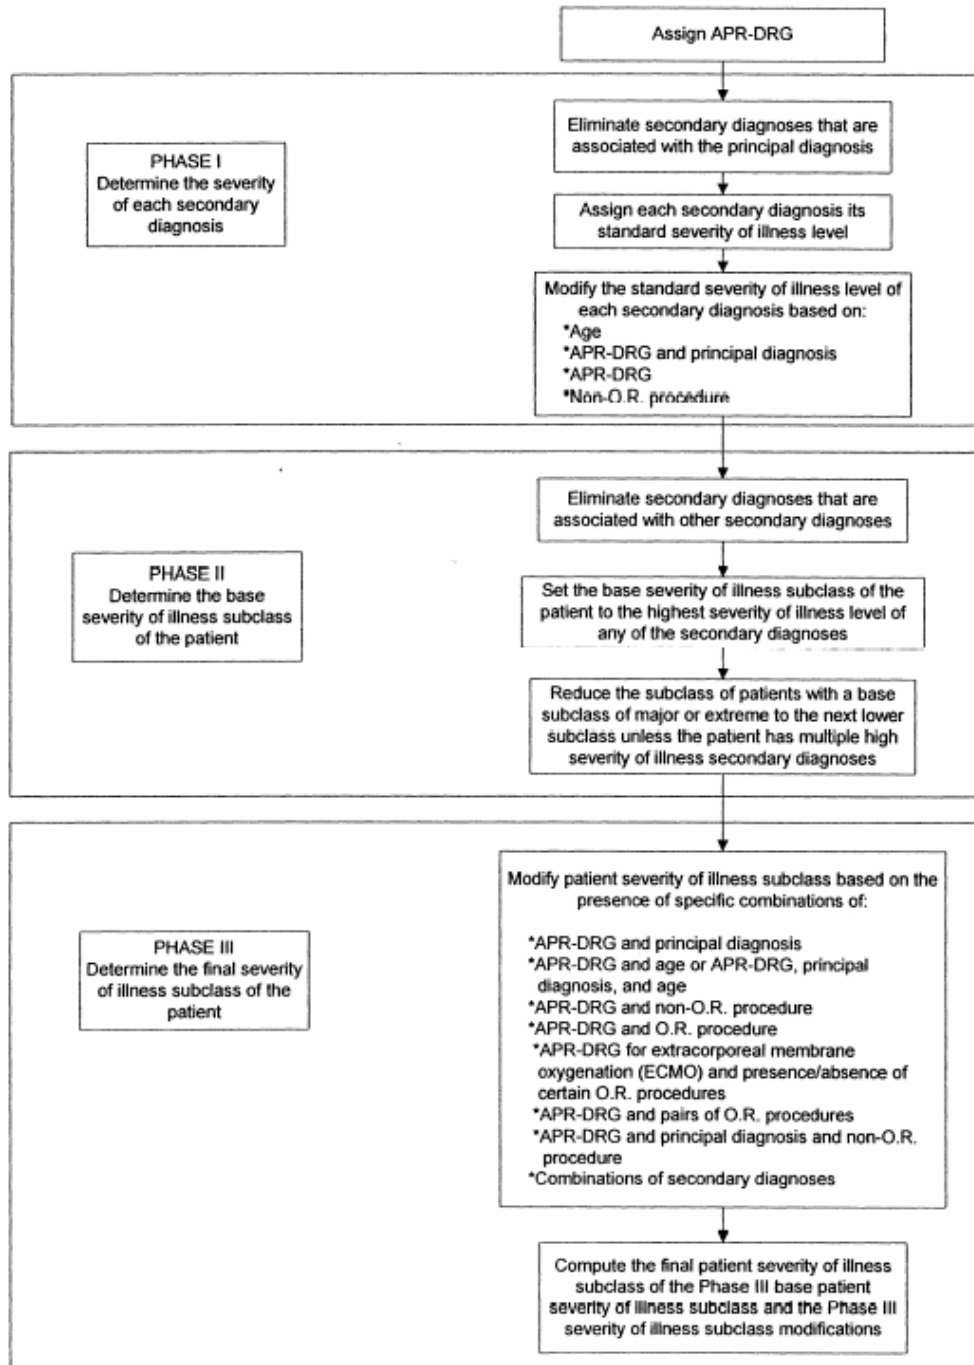 Assign APR-DRG
Eliminate secondary diagnoses that are
associated with the principal diagnosis
PHASE I
Determine the severity
of each secondary
diagnosis
Assign each secondary diagnosis its
standard severity of illness level
Modify the standard severity of illness level of
each secondary diagnosis based on:
*Age
*APR-DRG and principal diagnosis
*APR-DRG
*Non-O.R. procedure
Eliminate secondary diagnoses that are
associated with other secondary diagnoses
PHASE II
Determine the base
severity of illness subclass
of the patient
Set the base severity of illness subclass of the
patient to the highest severity of illness level of
any of the secondary diagnoses
Reduce the subclass of patients with a base
subclass of major or extreme to the next lower
subclass unless the patient has multiple high
severity of illness secondary diagnoses
Modify patient severity of illness subclass based on the
presence of specific combinations of:
PHASE III
Determine the final severity
of illness subclass of the
patient
*APR-DRG and principal diagnosis
*APR-DRG and age or APR-DRG, principal
diagnosis, and age
*APR-DRG and non-O.R. procedure
*APR-DRG and O.R. procedure
*APR-DRG for extracorporeal membrane
oxygenation (ECMO) and presence/absence of
certain O.R. procedures
*APR-DRG and pairs of O.R. procedures
*APR-DRG and principal diagnosis and non-O.R.
procedure
*Combinations of secondary diagnoses
Compute the final patient severity of illness
subclass of the Phase III base patient
severity of illness subclass and the Phase III
severity of illness subclass modifications